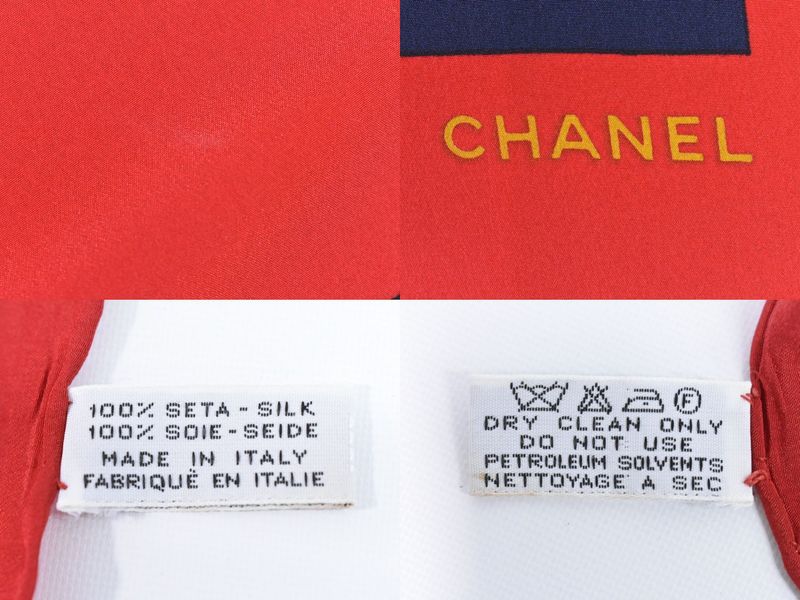 CHANEL
100% SETA - SILK
100% SOIE - SEIDE
MADE IN ITALY
FABRIQUË EN ITALIE
DRY CLEAN ONLY
DO NOT USE
PETROLEUM SOLVENTS
NETTOYAGE A SEC